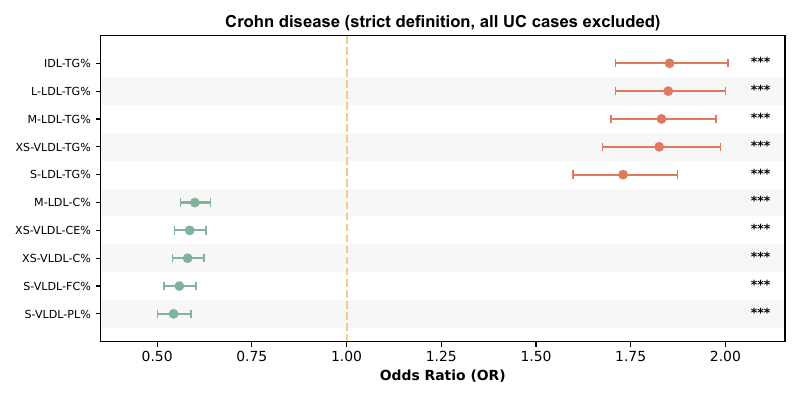 Crohn disease (strict definition, all UC cases excluded)
IDL-TG% ***
L-LDL-TG% ***
M-LDL-TG% ***
XS-VLDL-TG% ***
S-LDL-TG% ***
M-LDL-C% ***
XS-VLDL-CE% ***
XS-VLDL-C% ***
S-VLDL-FC% ***
S-VLDL-PL% ***
0.50 0.75 1.00 1.25 1.50 1.75 2.00
Odds Ratio (OR)